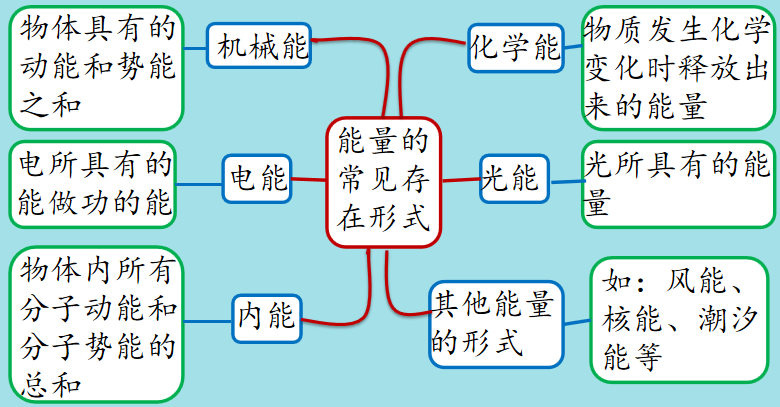 能量的
常见存
在形式
机械能
物体具有的
动能和势能
之和
电能
电所具有的
能做功的能
内能
物体内所有
分子动能和
分子势能的
总和
化学能
物质发生化学
变化时释放出
来的能量
光能
光所具有的能
量
其他能量
的形式
如：风能、
核能、潮汐
能等